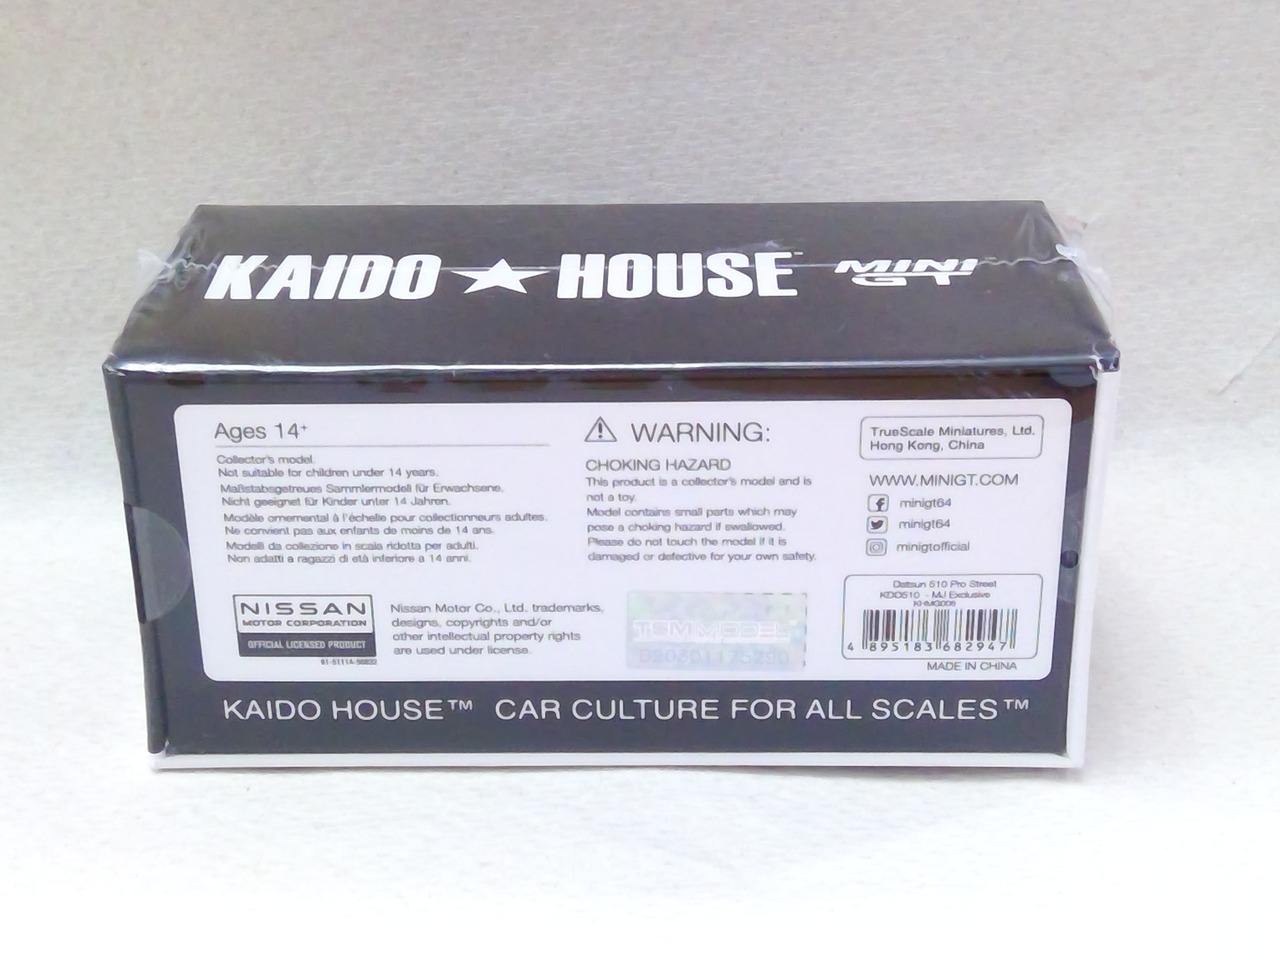 KAIDO ★ HOUSE™ MINI GT
Ages 14+
Collector's model.
Not suitable for children under 14 years.
Maßstabsgetreues Sammlermodell für Erwachsene.
Nicht geeignet für Kinder unter 14 Jahren.
Modèle ornemental à l'échelle pour collectionneurs adultes.
Ne convient pas aux enfants de moins de 14 ans.
Modelli da collezione in scala ridotta per adulti.
Non adatti a ragazzi di età inferiore a 14 anni.
⚠ WARNING:
CHOKING HAZARD
This product is a collector's model and is
not a toy.
Model contains small parts which may
pose a choking hazard if swallowed.
Please do not touch the model if it is
damaged or defective for your own safety.
TrueScale Miniatures, Ltd.
Hong Kong, China
WWW.MINIGT.COM
minigt64
minigt64
minigtofficial
NISSAN
MOTOR CORPORATION
OFFICIAL LICENSED PRODUCT
Nissan Motor Co., Ltd. trademarks,
designs, copyrights and/or
other intellectual property rights
are used under license.
TSM MODEL
Datsun 510 Pro Street
KDO510 - MJ Exclusive
KHMG006
4 895183 682947
MADE IN CHINA
KAIDO HOUSE™ CAR CULTURE FOR ALL SCALES™